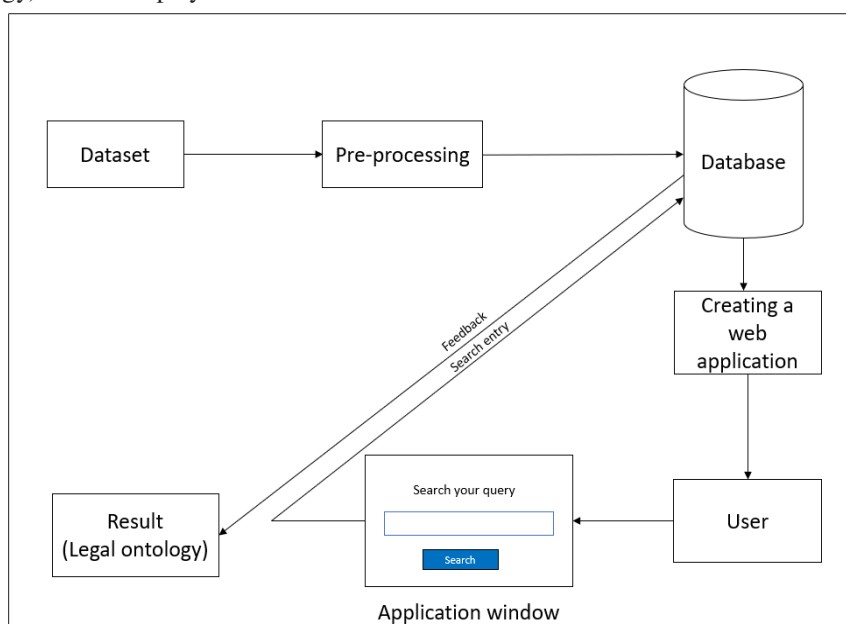 Dataset
Pre-processing
Database
Creating a
web
application
Feedback
Search entry
Search your query
Search
Result
(Legal ontology)
User
Application window